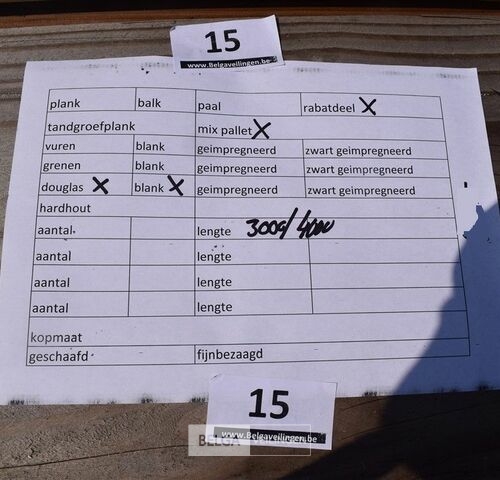 15
www.Belgaveilingen.be
plank balk paal rabatdeel X
tandgroefplank mix pallet X
vuren blank geimpregneerd zwart geimpregneerd
grenen blank geimpregneerd zwart geimpregneerd
douglas X blank X geimpregneerd zwart geimpregneerd
hardhout
aantal lengte 3000/4000
aantal lengte
aantal lengte
aantal lengte
kopmaat
geschaafd fijnbezaagd
15
www.Belgaveilingen.be
BELGA